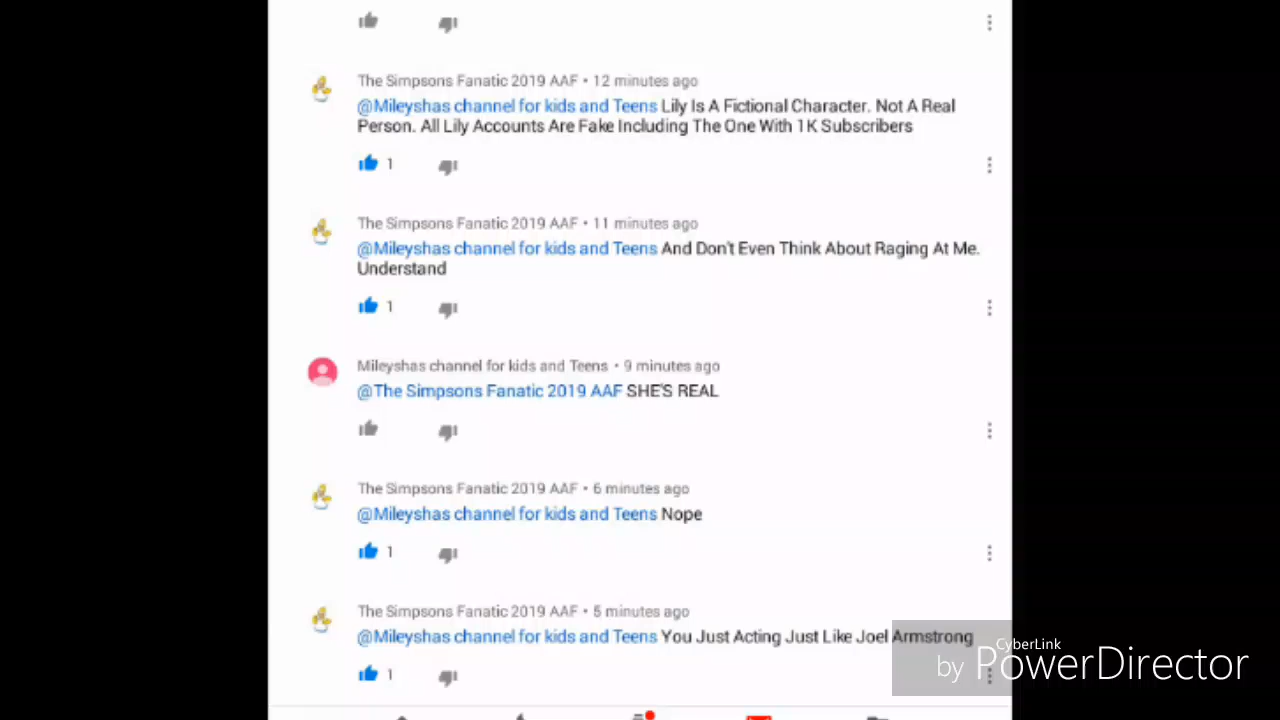 The Simpsons Fanatic 2019 AAF • 12 minutes ago
@Mileyshas channel for kids and Teens Lily Is A Fictional Character. Not A Real
Person. All Lily Accounts Are Fake Including The One With 1K Subscribers
1
The Simpsons Fanatic 2019 AAF • 11 minutes ago
@Mileyshas channel for kids and Teens And Don't Even Think About Raging At Me.
Understand
1
Mileyshas channel for kids and Teens • 9 minutes ago
@The Simpsons Fanatic 2019 AAF SHE'S REAL
The Simpsons Fanatic 2019 AAF • 6 minutes ago
@Mileyshas channel for kids and Teens Nope
1
The Simpsons Fanatic 2019 AAF • 5 minutes ago
@Mileyshas channel for kids and Teens You Just Acting Just Like Joel Armstrong
1
CyberLink
by PowerDirector